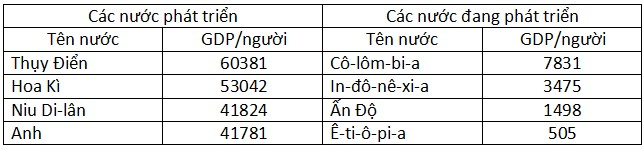 Các nước phát triển Các nước đang phát triển
Tên nước GDP/người Tên nước GDP/người
Thụy Điển 60381 Cô-lôm-bi-a 7831
Hoa Kì 53042 In-đô-nê-xi-a 3475
Niu Di-lân 41824 Ấn Độ 1498
Anh 41781 Ê-ti-ô-pi-a 505